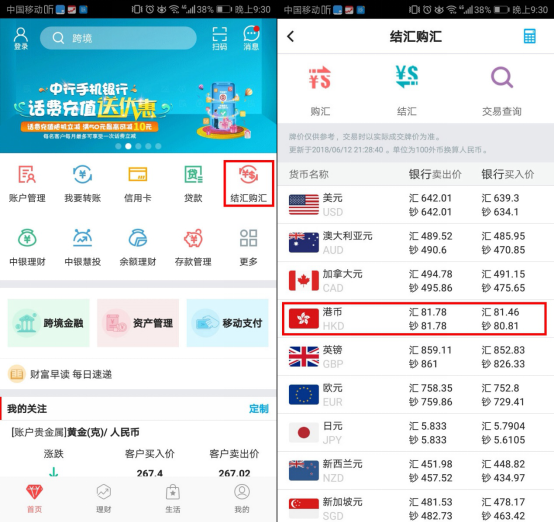 中国移动
38% 晚上9:30
登录
跨境
扫码
消息
中行手机银行
话费充值送优惠
话费充值绝线立减 满90元最高改动10元
账户管理
我要转账
信用卡
贷款
结汇购汇
中银理财
中银慧投
余额理财
存款管理
更多
跨境金融
资产管理
移动支付
财富早读 每日速递
我的关注
定制
[账户贵金属]黄金(克)/ 人民币
涨跌
客户买入价
客户卖出价
267.4
267.02
首页
理财
生活
我的
中国移动
38% 晚上9:30
结汇购汇
购汇
结汇
交易查询
牌价仅供参考，交易时以实际成交牌价为准。
更新于2018/06/12 21:28:40 。单位为100外币换算人民币。
货币名称 银行卖出价 银行买入价
美元 汇 642.01 汇 639.3
USD 钞 642.01 钞 634.1
澳大利亚元 汇 489.52 汇 485.95
AUD 钞 490.6 钞 470.85
加拿大元 汇 494.78 汇 491.15
CAD 钞 495.86 钞 475.65
港币 汇 81.78 汇 81.46
HKD 钞 81.78 钞 80.81
英镑 汇 859.11 汇 852.83
GBP 钞 861 钞 826.33
欧元 汇 758.35 汇 752.8
EUR 钞 759.86 钞 729.41
日元 汇 5.833 汇 5.7904
JPY 钞 5.833 钞 5.6105
新西兰元 汇 451.98 汇 448.82
NZD 钞 457.52 钞 434.97
新加坡元 汇 481.53 汇 478.17
SGD 钞 482.73 钞 463.42